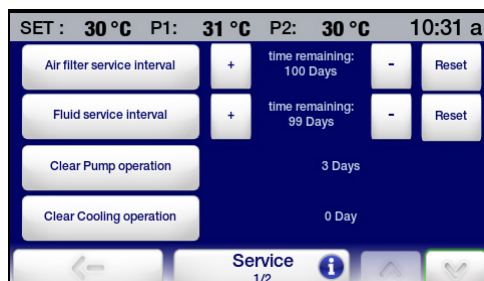 SET : 30 °C P1: 31 °C P2: 30 °C 10:31 a
Air filter service interval + time remaining: 100 Days - Reset
Fluid service interval + time remaining: 99 Days - Reset
Clear Pump operation 3 Days
Clear Cooling operation 0 Day
Service
1/2